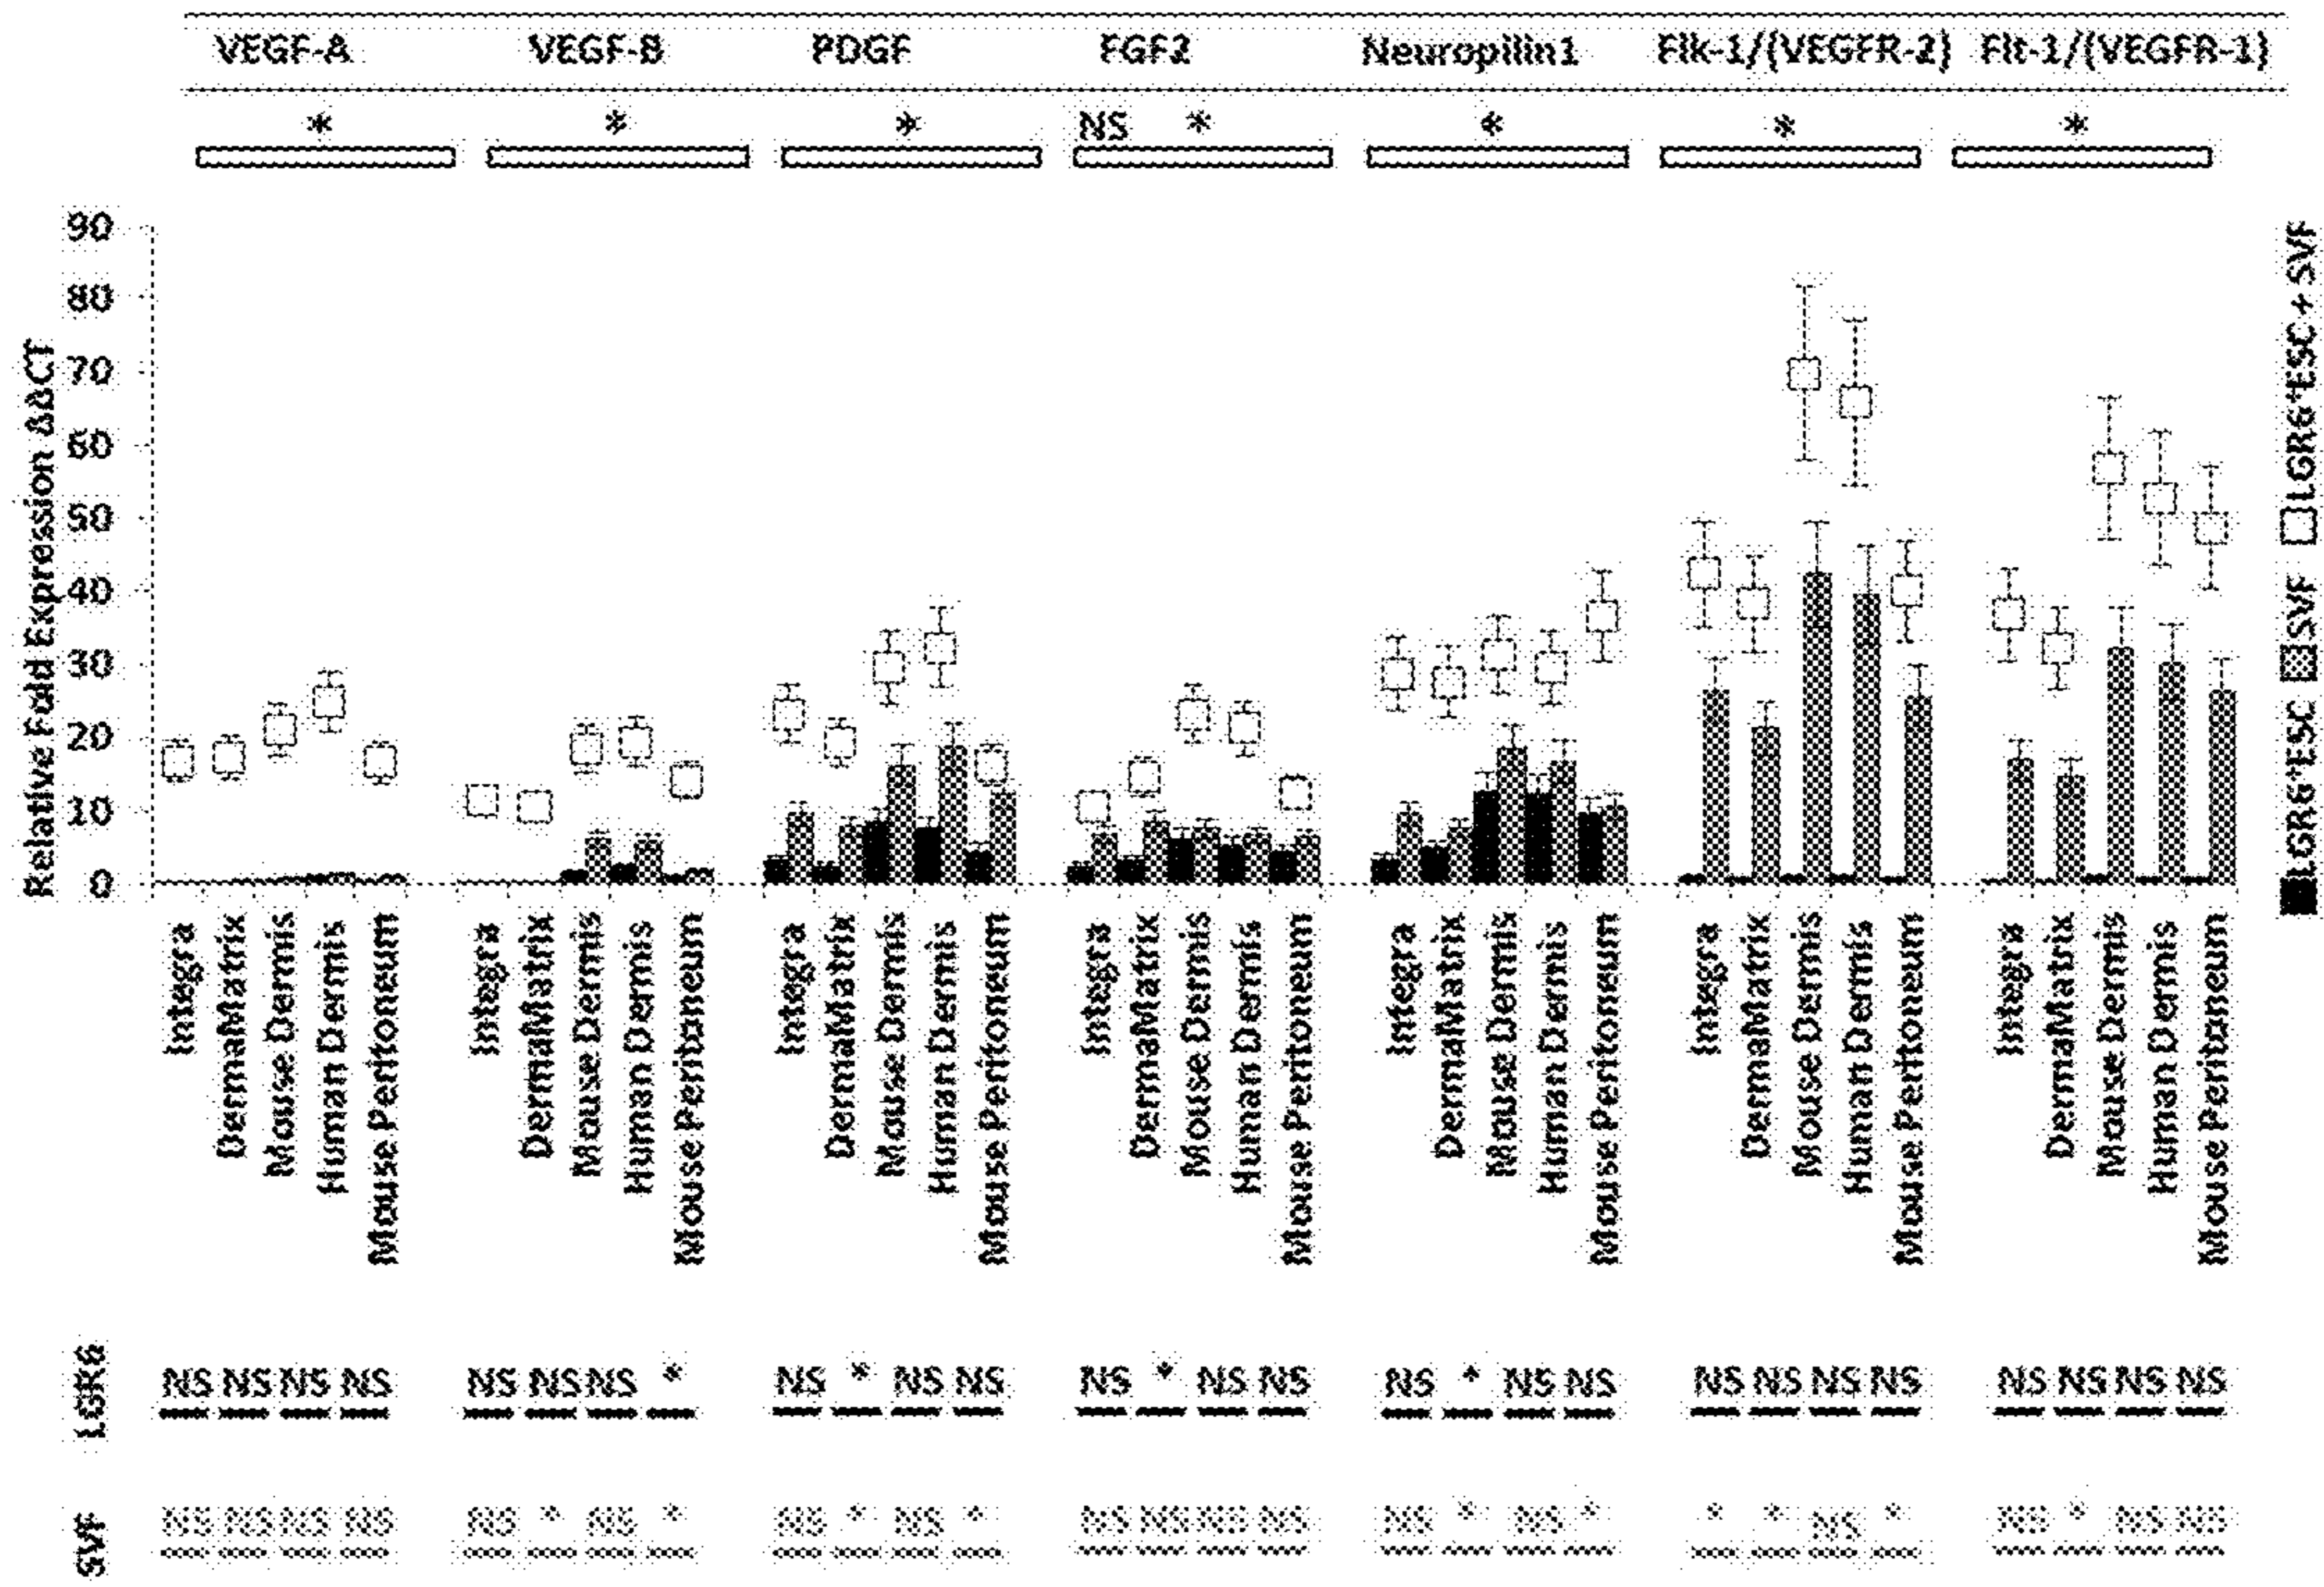 VEGF-A VEGF-B PDGF FGF2 Neuropilin1 Flk-1/(VEGFR-2) Flt-1/(VEGFR-1)
* * * NS * * * *
Relative Fold Expression ΔΔCT
90
80
70
60
50
40
30
20
10
0
Integra DermaMatrix Mouse Dermis Human Dermis Mouse Peritoneum
Integra DermaMatrix Mouse Dermis Human Dermis Mouse Peritoneum
Integra DermaMatrix Mouse Dermis Human Dermis Mouse Peritoneum
Integra DermaMatrix Mouse Dermis Human Dermis Mouse Peritoneum
Integra DermaMatrix Mouse Dermis Human Dermis Mouse Peritoneum
Integra DermaMatrix Mouse Dermis Human Dermis Mouse Peritoneum
Integra DermaMatrix Mouse Dermis Human Dermis Mouse Peritoneum
LGR6+ESC SVF LGR6+ESC + SVF
LGR6 NS NS NS NS NS NS NS * NS * NS NS NS * NS NS NS * NS NS NS NS NS NS NS NS NS NS
SVF NS NS NS NS NS * NS * NS * NS * NS NS NS NS NS * NS * * * NS * NS * NS NS